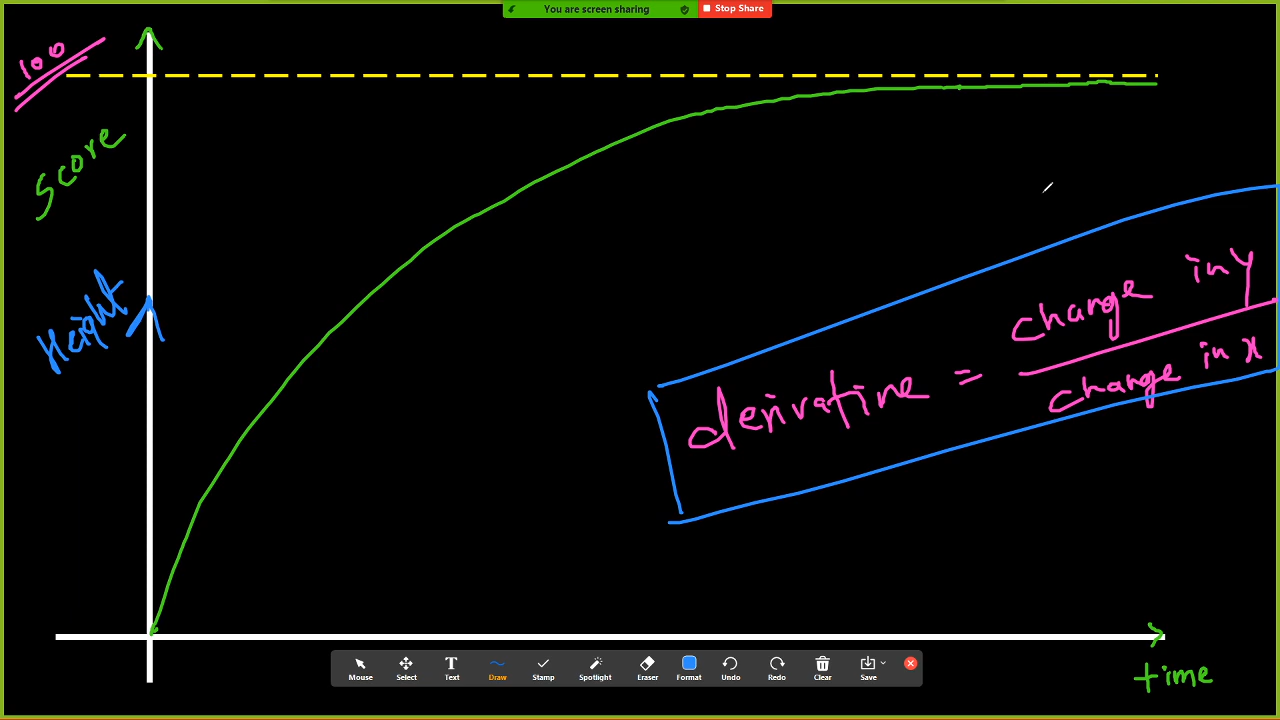 You are screen sharing Stop Share
100
score
Height
derivative = change in y
change in x
time
Mouse Select Text Draw Stamp Spotlight Eraser Format Undo Redo Clear Save